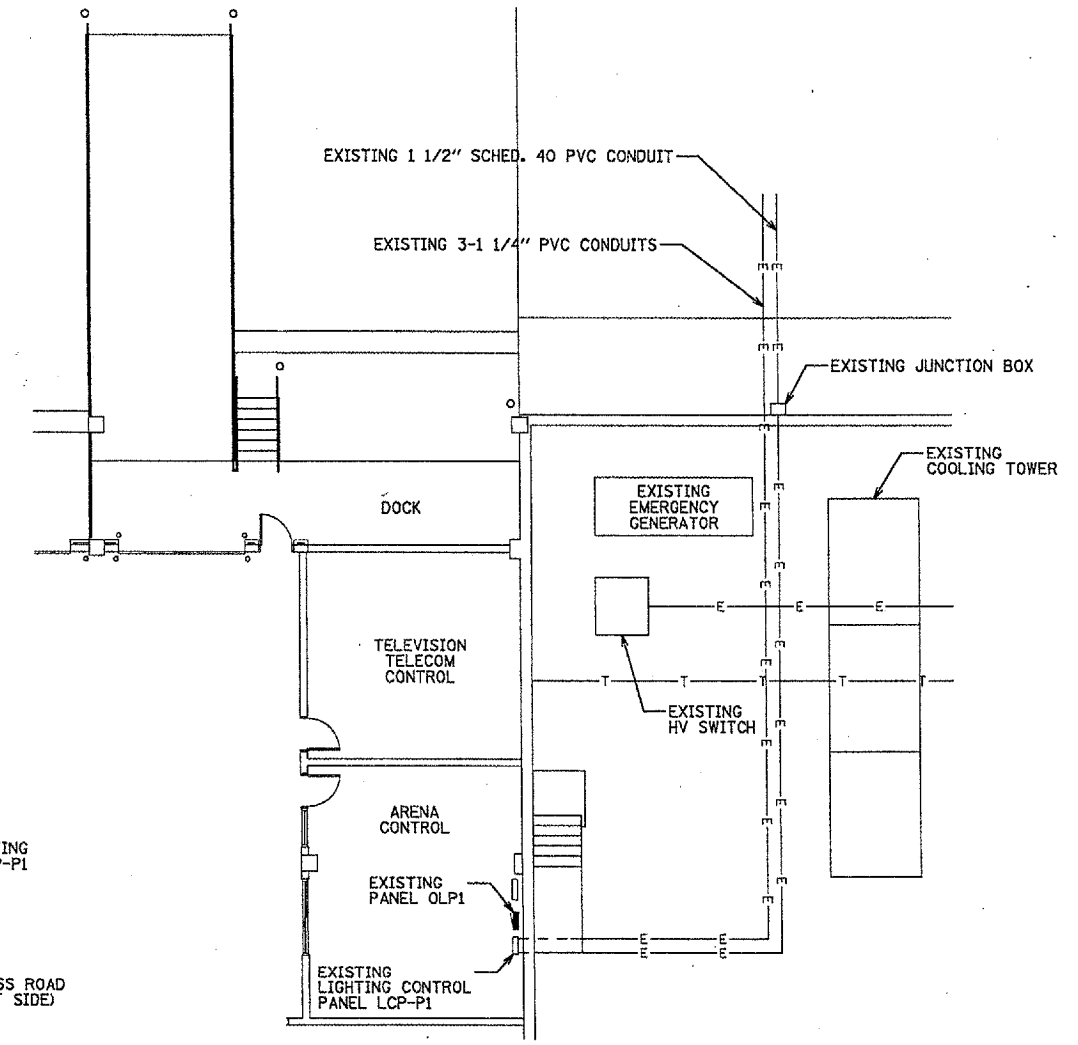 EXISTING 1 1/2" SCHED. 40 PVC CONDUIT
EXISTING 3-1 1/4" PVC CONDUITS
EXISTING JUNCTION BOX
EXISTING
COOLING TOWER
EXISTING
EMERGENCY
GENERATOR
DOCK
E
E
E
E
E
E
E
E
E
E
E
TELEVISION
TELECOM
CONTROL
T
T
T
T
T
EXISTING
HV SWITCH
E
E
E
E
E
E
E
E
ARENA
CONTROL
ING
P-P1
EXISTING
PANEL OLP1
E
E
E
E
EXISTING
LIGHTING CONTROL
PANEL LCP-P1
SS ROAD
T SIDE)